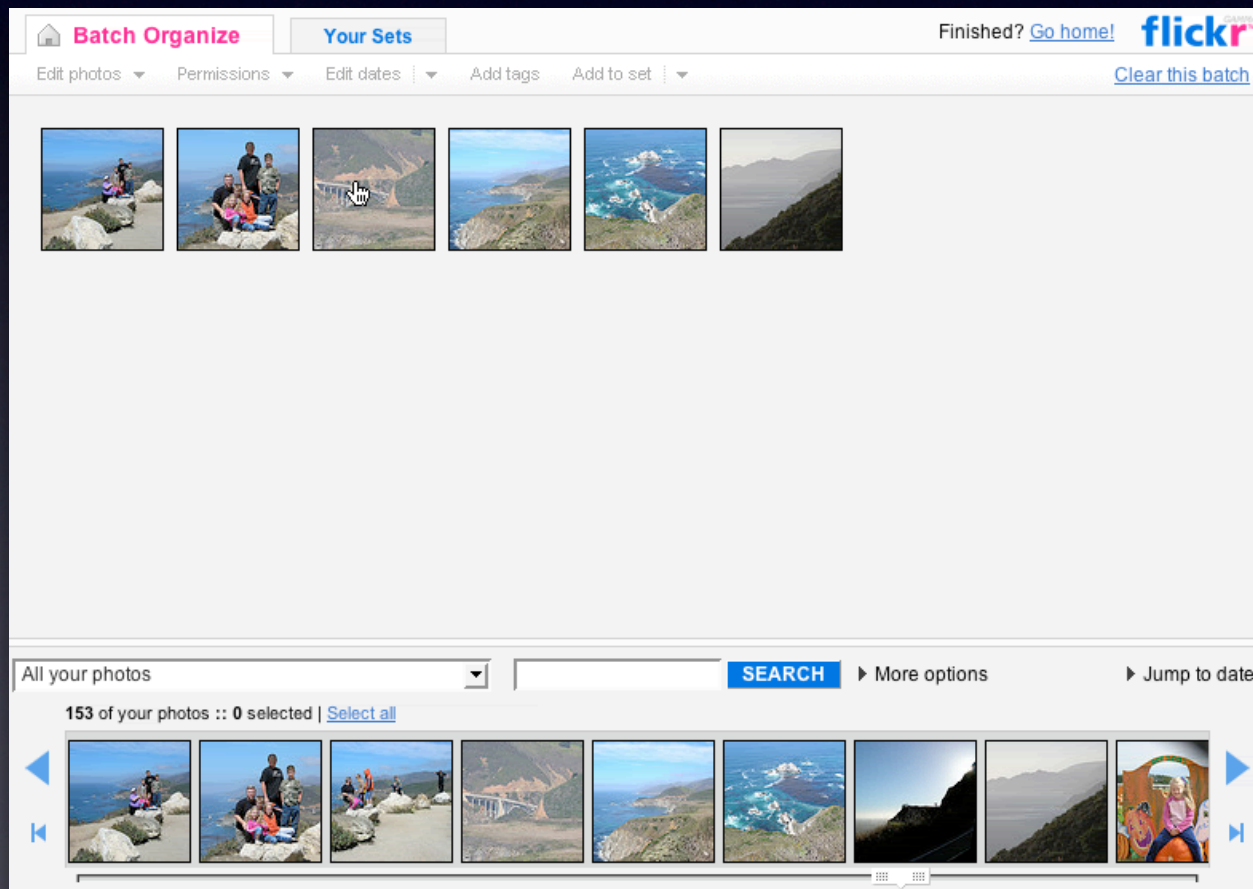 Batch Organize
Your Sets
Finished? Go home!
flickr
Edit photos
Permissions
Edit dates
Add tags
Add to set
Clear this batch
All your photos
SEARCH
More options
Jump to date
153 of your photos :: 0 selected | Select all